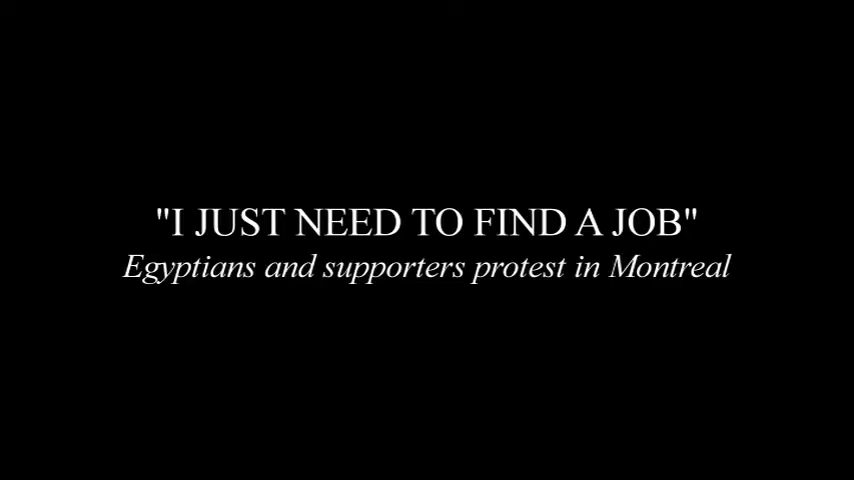 "I JUST NEED TO FIND A JOB"
Egyptians and supporters protest in Montreal